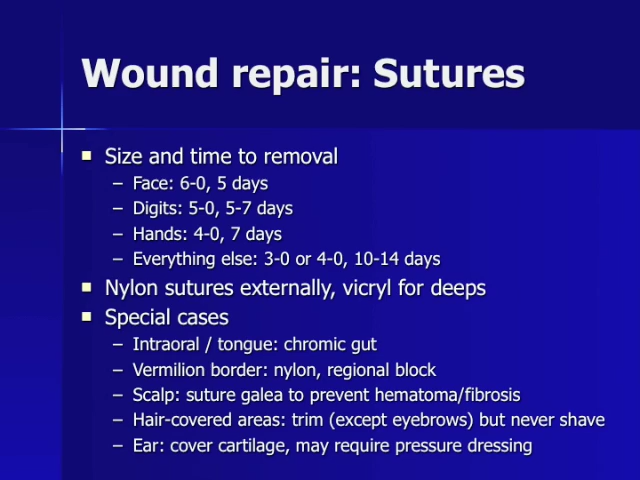 Wound repair: Sutures
■ Size and time to removal
– Face: 6-0, 5 days
– Digits: 5-0, 5-7 days
– Hands: 4-0, 7 days
– Everything else: 3-0 or 4-0, 10-14 days
■ Nylon sutures externally, vicryl for deeps
■ Special cases
– Intraoral / tongue: chromic gut
– Vermilion border: nylon, regional block
– Scalp: suture galea to prevent hematoma/fibrosis
– Hair-covered areas: trim (except eyebrows) but never shave
– Ear: cover cartilage, may require pressure dressing